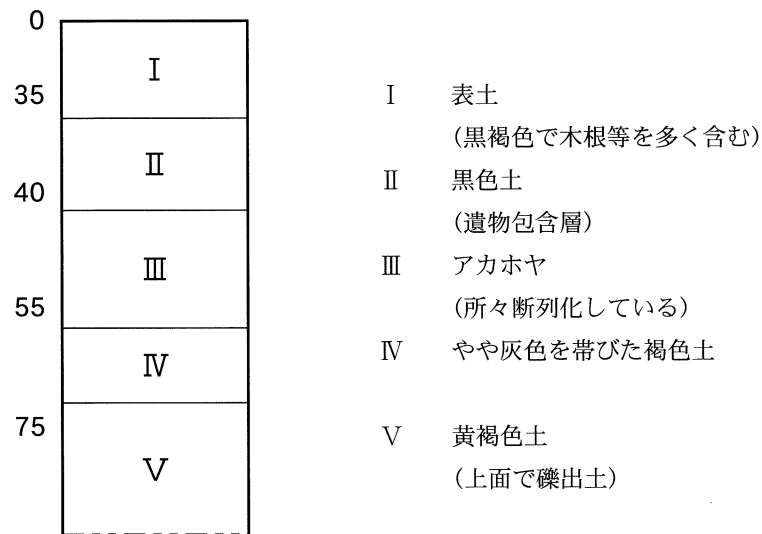 0
35
40
55
75
Ⅰ
Ⅱ
Ⅲ
Ⅳ
Ⅴ
Ⅰ 表土
(黒褐色で木根等を多く含む)
Ⅱ 黒色土
(遺物包含層)
Ⅲ アカホヤ
(所々断列化している)
Ⅳ やや灰色を帯びた褐色土
Ⅴ 黄褐色土
(上面で礫出土)